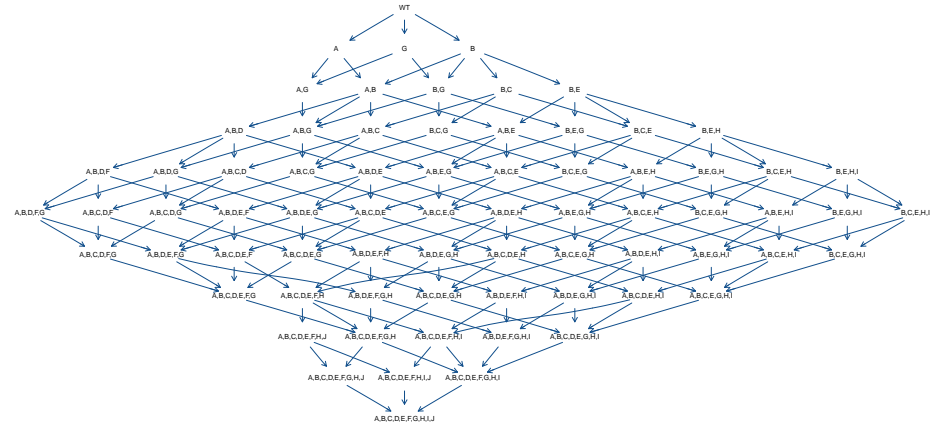 WT
A G B
A,G A,B B,G B,C B,E
A,B,D A,B,G A,B,C B,C,G A,B,E B,E,G B,C,E B,E,H
A,B,D,F A,B,D,G A,B,C,D A,B,C,G A,B,D,E A,B,E,G A,B,C,E B,C,E,G A,B,E,H B,E,G,H B,C,E,H B,E,H,I
A,B,D,F,G A,B,C,D,F A,B,C,D,G A,B,D,E,F A,B,D,E,G A,B,C,D,E A,B,C,E,G A,B,D,E,H A,B,E,G,H A,B,C,E,H B,C,E,G,H A,B,E,H,I B,E,G,H,I B,C,E,H,I
A,B,C,D,F,G A,B,D,E,F,G A,B,C,D,E,F A,B,C,D,E,G A,B,D,E,F,H A,B,D,E,G,H A,B,C,D,E,H A,B,C,E,G,H A,B,D,E,H,I A,B,E,G,H,I A,B,C,E,H,I B,C,E,G,H,I
A,B,C,D,E,F,G A,B,C,D,E,F,H A,B,D,E,F,G,H A,B,C,D,E,G,H A,B,D,E,F,H,I A,B,D,E,G,H,I A,B,C,D,E,H,I A,B,C,E,G,H,I
A,B,C,D,E,F,H,J A,B,C,D,E,F,G,H A,B,C,D,E,F,H,I A,B,D,E,F,G,H,I A,B,C,D,E,G,H,I
A,B,C,D,E,F,G,H,J A,B,C,D,E,F,H,I,J A,B,C,D,E,F,G,H,I
A,B,C,D,E,F,G,H,I,J